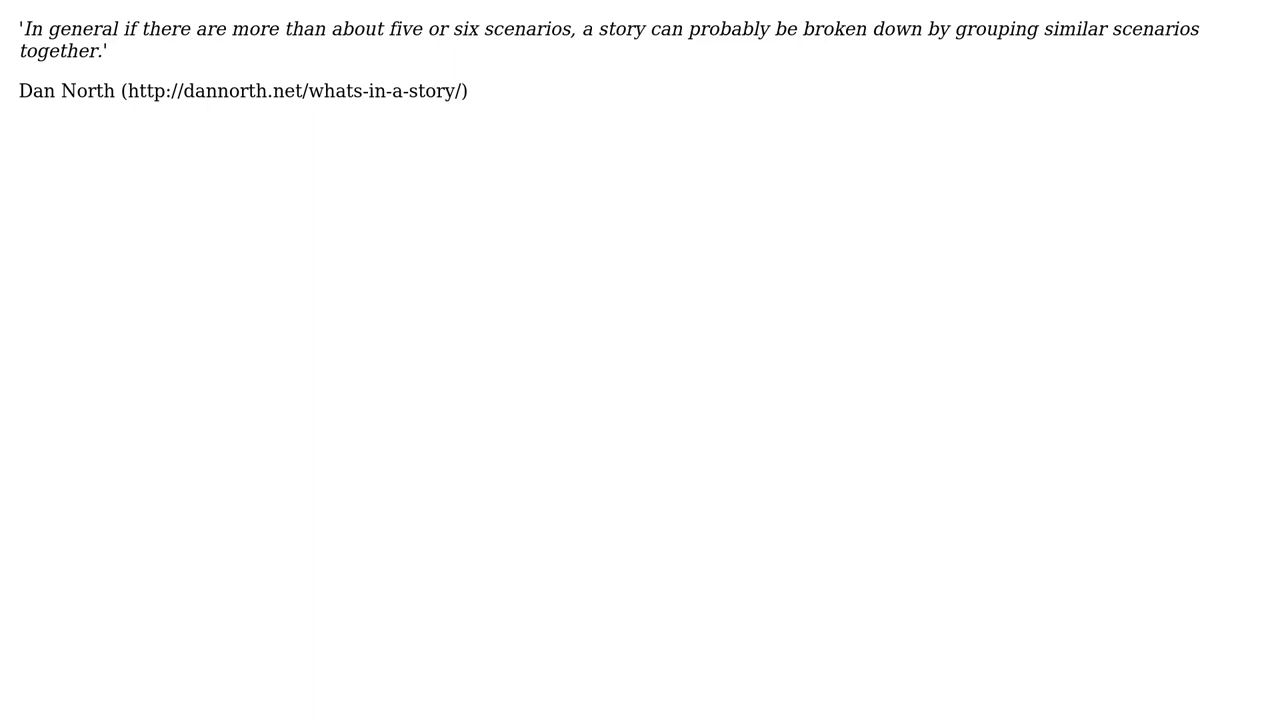 'In general if there are more than about five or six scenarios, a story can probably be broken down by grouping similar scenarios
together.'
Dan North (http://dannorth.net/whats-in-a-story/)